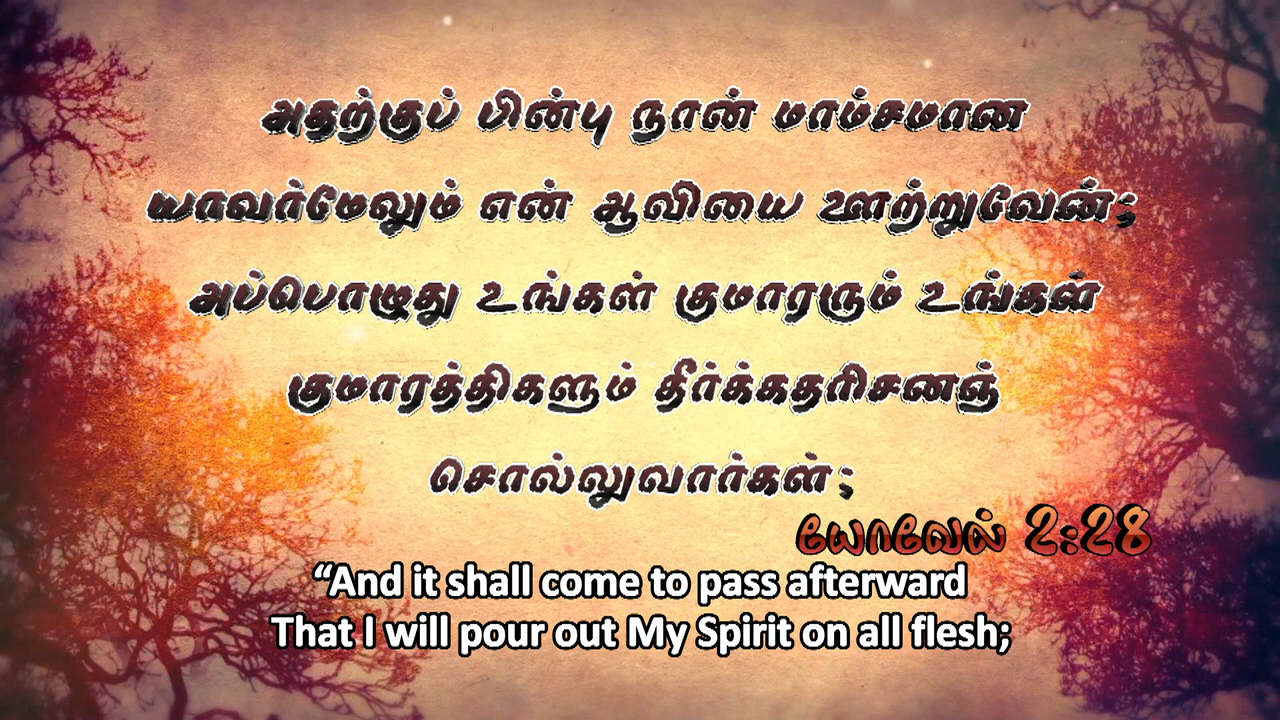 அதற்குப் பின்பு நான் மாம்சமான
யாவர்மேலும் என் ஆவியை ஊற்றுவேன்;
அப்பொழுது உங்கள் குமாரரும் உங்கள்
குமாரத்திகளும் தீர்க்கதரிசனஞ்
சொல்லுவார்கள்;
யோவேல் 2:28
“And it shall come to pass afterward
That I will pour out My Spirit on all flesh;